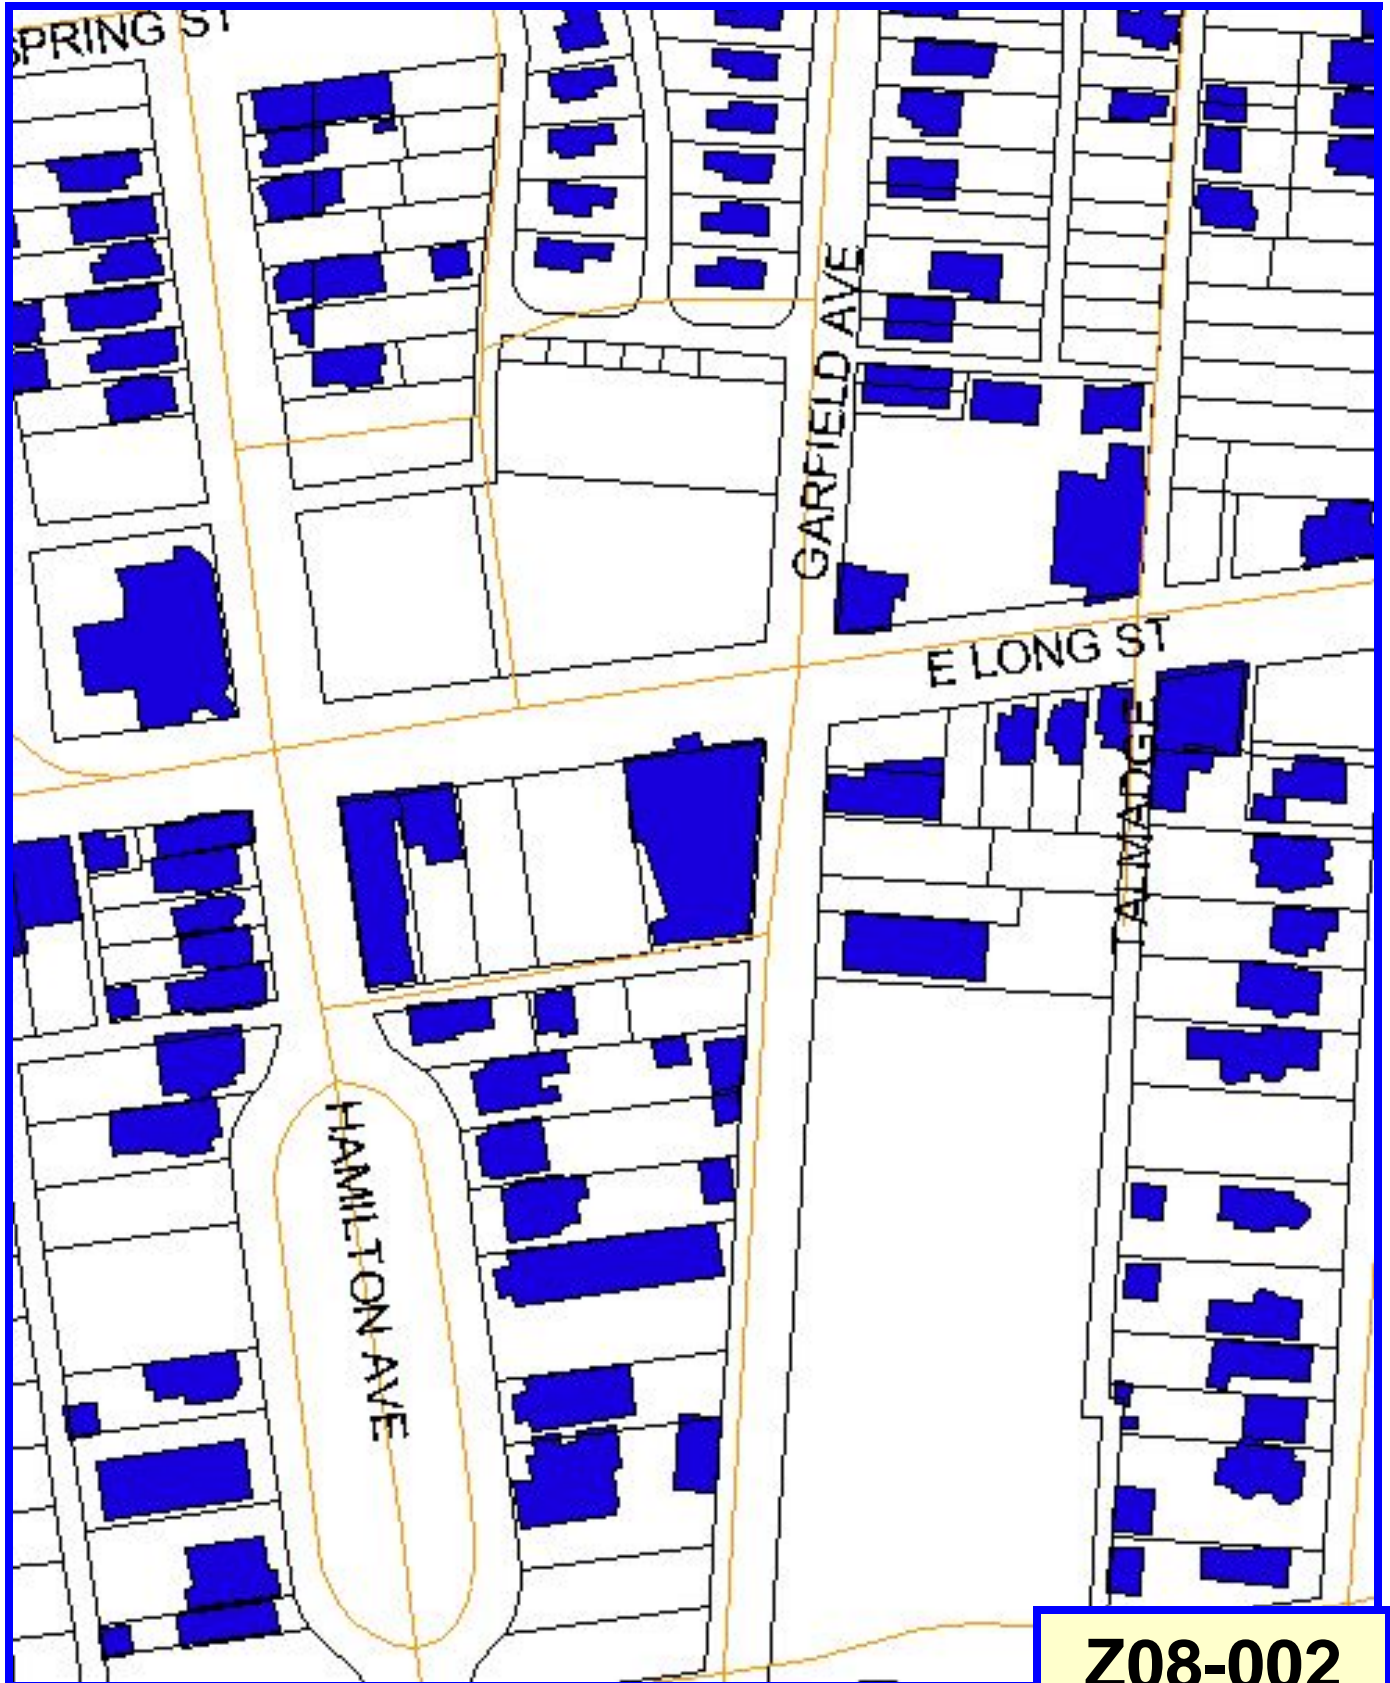 SPRING ST
GARFIELD AVE
E LONG ST
TALMADGE
HAMILTON AVE
Z08-002